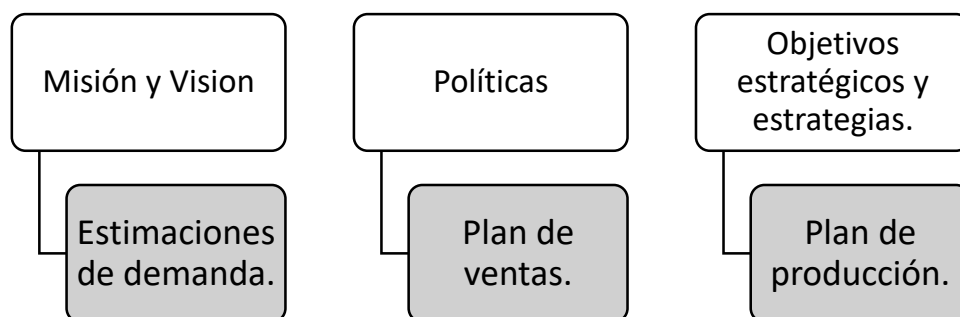 Misión y Vision
Políticas
Objetivos
estratégicos y
estrategias.
Estimaciones
de demanda.
Plan de
ventas.
Plan de
producción.